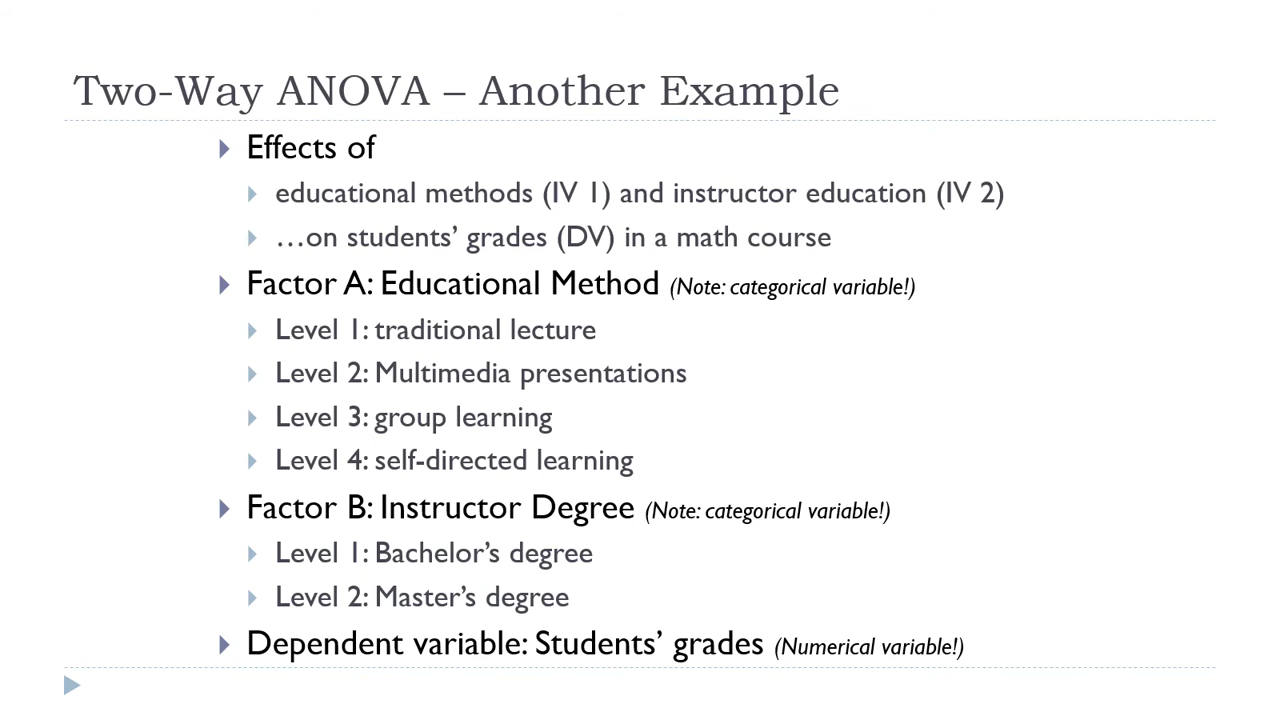 Two-Way ANOVA – Another Example
Effects of
educational methods (IV 1) and instructor education (IV 2)
…on students’ grades (DV) in a math course
Factor A: Educational Method (Note: categorical variable!)
Level 1: traditional lecture
Level 2: Multimedia presentations
Level 3: group learning
Level 4: self-directed learning
Factor B: Instructor Degree (Note: categorical variable!)
Level 1: Bachelor’s degree
Level 2: Master’s degree
Dependent variable: Students’ grades (Numerical variable!)